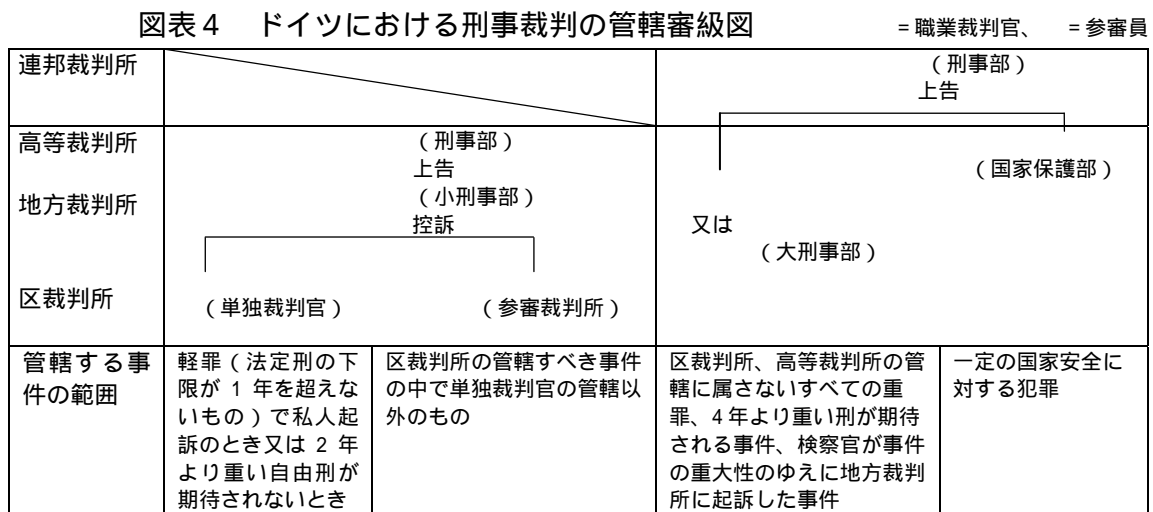 図表4　ドイツにおける刑事裁判の管轄審級図　=職業裁判官、　=参審員
連邦裁判所
(刑事部)
上告
高等裁判所
(刑事部)
上告
(国家保護部)
地方裁判所
(小刑事部)
控訴
又は
(大刑事部)
区裁判所
(単独裁判官)
(参審裁判所)
管轄する事
件の範囲
軽罪(法定刑の下
限が1年を超えな
いもの)で私人起
訴のとき又は2年
より重い自由刑が
期待されないとき
区裁判所の管轄すべき事件
の中で単独裁判官の管轄以
外のもの
区裁判所、高等裁判所の管
轄に属さないすべての重
罪、4年より重い刑が期待
される事件、検察官が事件
の重大性のゆえに地方裁判
所に起訴した事件
一定の国家安全に
対する犯罪